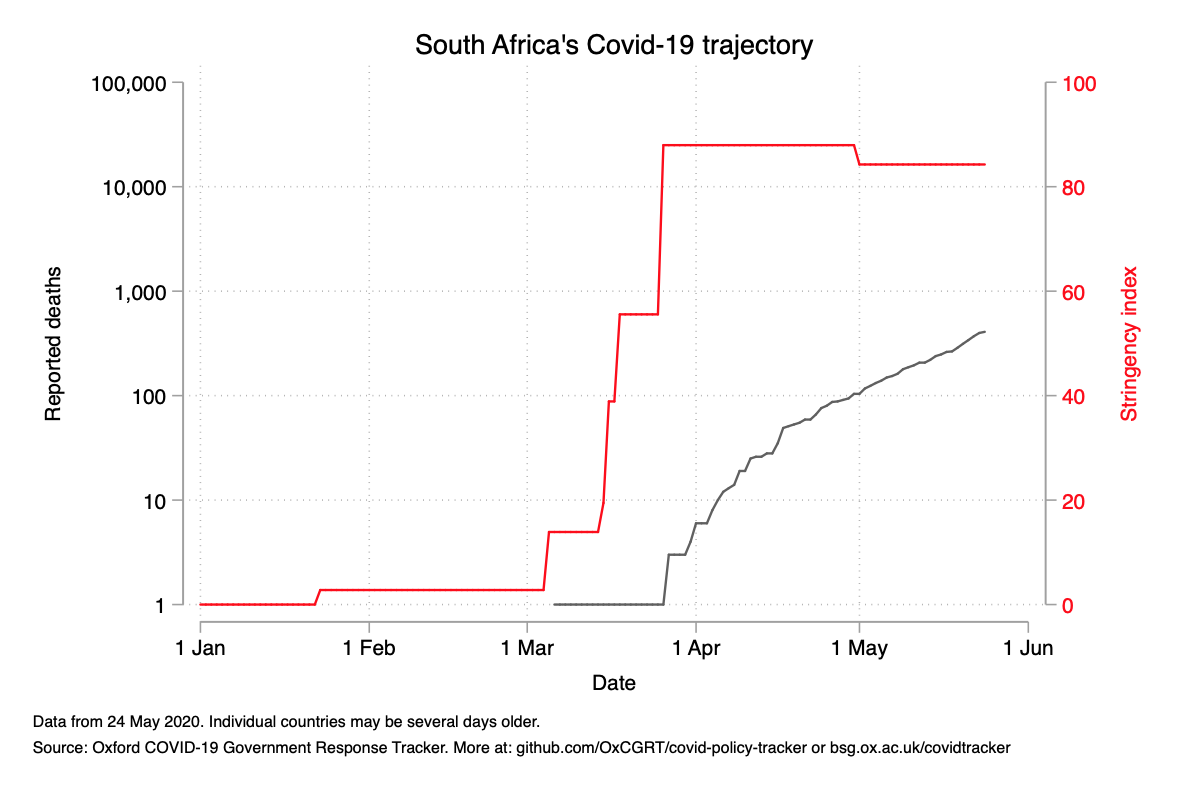 South Africa's Covid-19 trajectory
100,000
10,000
1,000
100
10
1
Reported deaths
100
80
60
40
20
0
Stringency index
1 Jan
1 Feb
1 Mar
1 Apr
1 May
1 Jun
Date
Data from 24 May 2020. Individual countries may be several days older.
Source: Oxford COVID-19 Government Response Tracker. More at: github.com/OxCGRT/covid-policy-tracker or bsg.ox.ac.uk/covidtracker